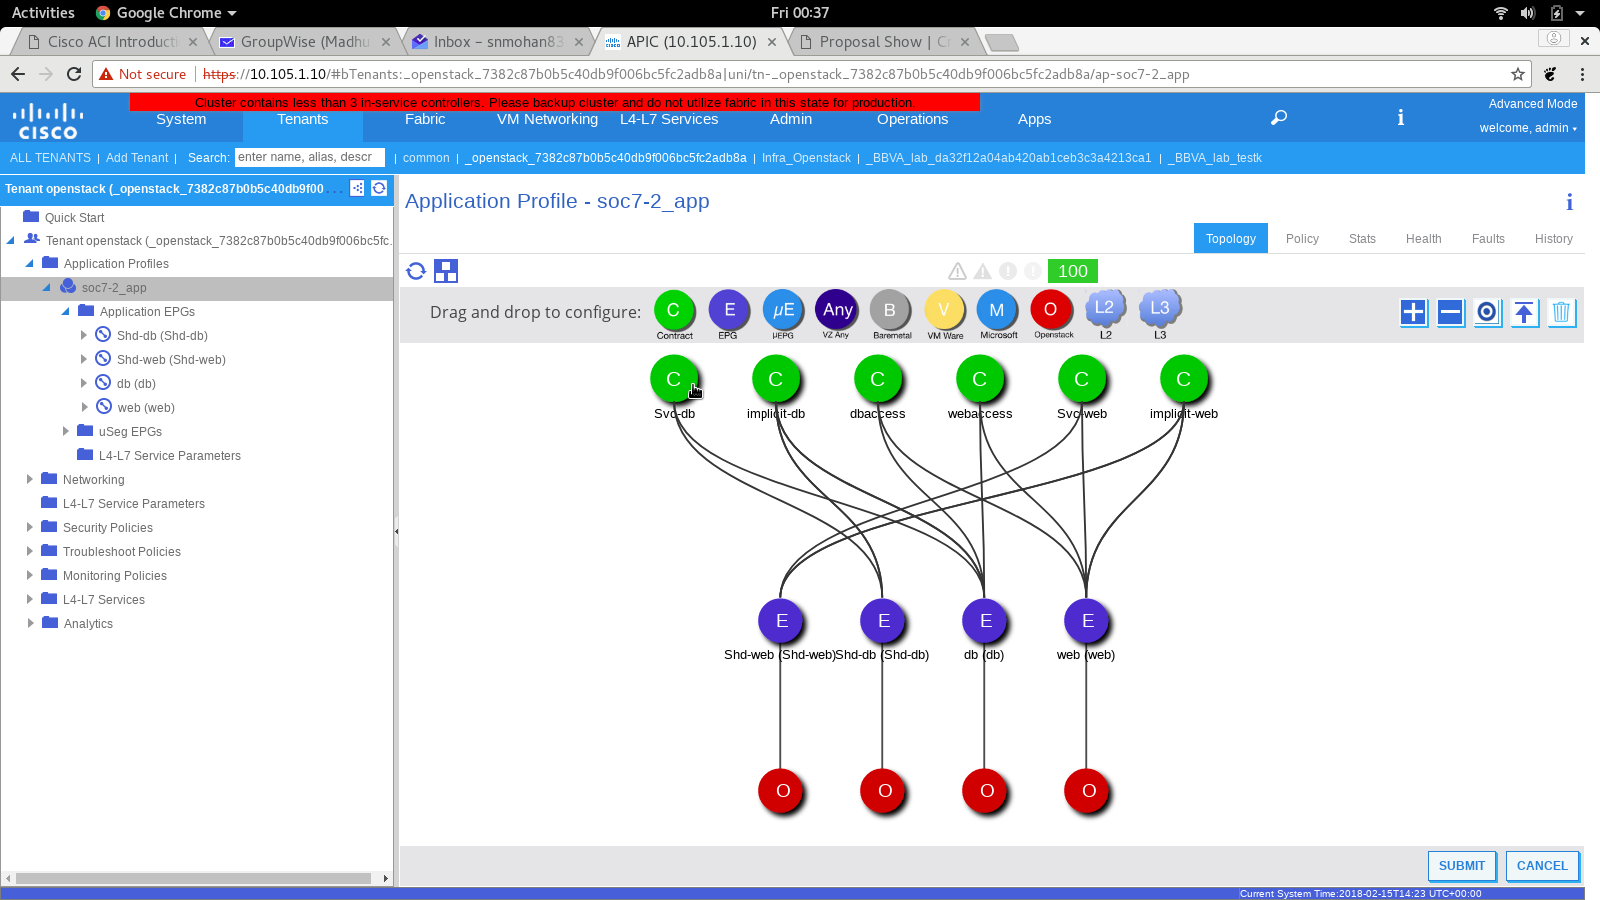 Activities Google Chrome Fri 00:37
Cisco ACI Introducti GroupWise (Madhu Inbox – snmohan83 APIC (10.105.1.10) Proposal Show | Cr
Not secure https://10.105.1.10/#bTenants:_openstack_7382c87b0b5c40db9f006bc5fc2adb8a|uni/tn-_openstack_7382c87b0b5c40db9f006bc5fc2adb8a/ap-soc7-2_app
Cluster contains less than 3 in-service controllers. Please backup cluster and do not utilize fabric in this state for production.
Advanced Mode
CISCO
System Tenants Fabric VM Networking L4-L7 Services Admin Operations Apps
i
welcome, admin
ALL TENANTS | Add Tenant | Search: enter name, alias, descr | common | _openstack_7382c87b0b5c40db9f006bc5fc2adb8a | Infra_Openstack | _BBVA_lab_da32f12a04ab420ab1ceb3c3a4213ca1 | _BBVA_lab_testk
Tenant openstack (_openstack_7382c87b0b5c40db9f00 ...
Quick Start
Tenant openstack (_openstack_7382c87b0b5c40db9f006bc5fc.
Application Profiles
soc7-2_app
Application EPGs
Shd-db (Shd-db)
Shd-web (Shd-web)
db (db)
web (web)
uSeg EPGs
L4-L7 Service Parameters
Networking
L4-L7 Service Parameters
Security Policies
Troubleshoot Policies
Monitoring Policies
L4-L7 Services
Analytics
Application Profile - soc7-2_app
i
Topology Policy Stats Health Faults History
100
Drag and drop to configure:
C E µE Any B V M O L2 L3
Contract EPG µEPG VZ Any Baremetal VM Ware Microsoft Openstack L2 L3
C C C C C C
Svc-db implicit-db dbaccess webaccess Svc-web implicit-web
E E E E
Shd-web (Shd-web) Shd-db (Shd-db) db (db) web (web)
O O O O
SUBMIT CANCEL
Current System Time:2018-02-15T14:23 UTC+00:00